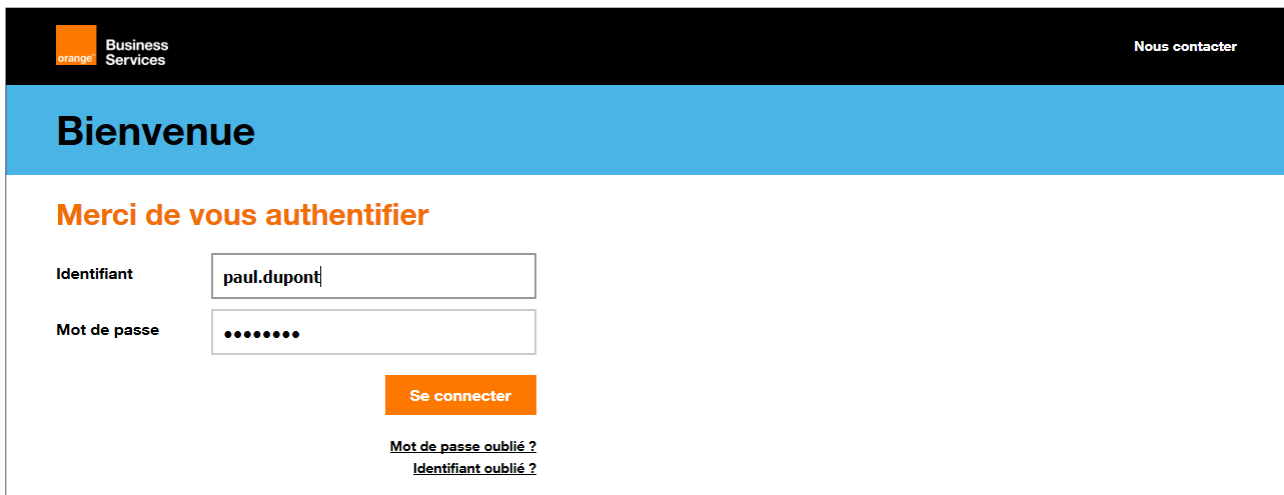 orange™
Business
Services
Nous contacter
Bienvenue
Merci de vous authentifier
Identifiant
paul.dupont
Mot de passe
••••••••
Se connecter
Mot de passe oublié ?
Identifiant oublié ?